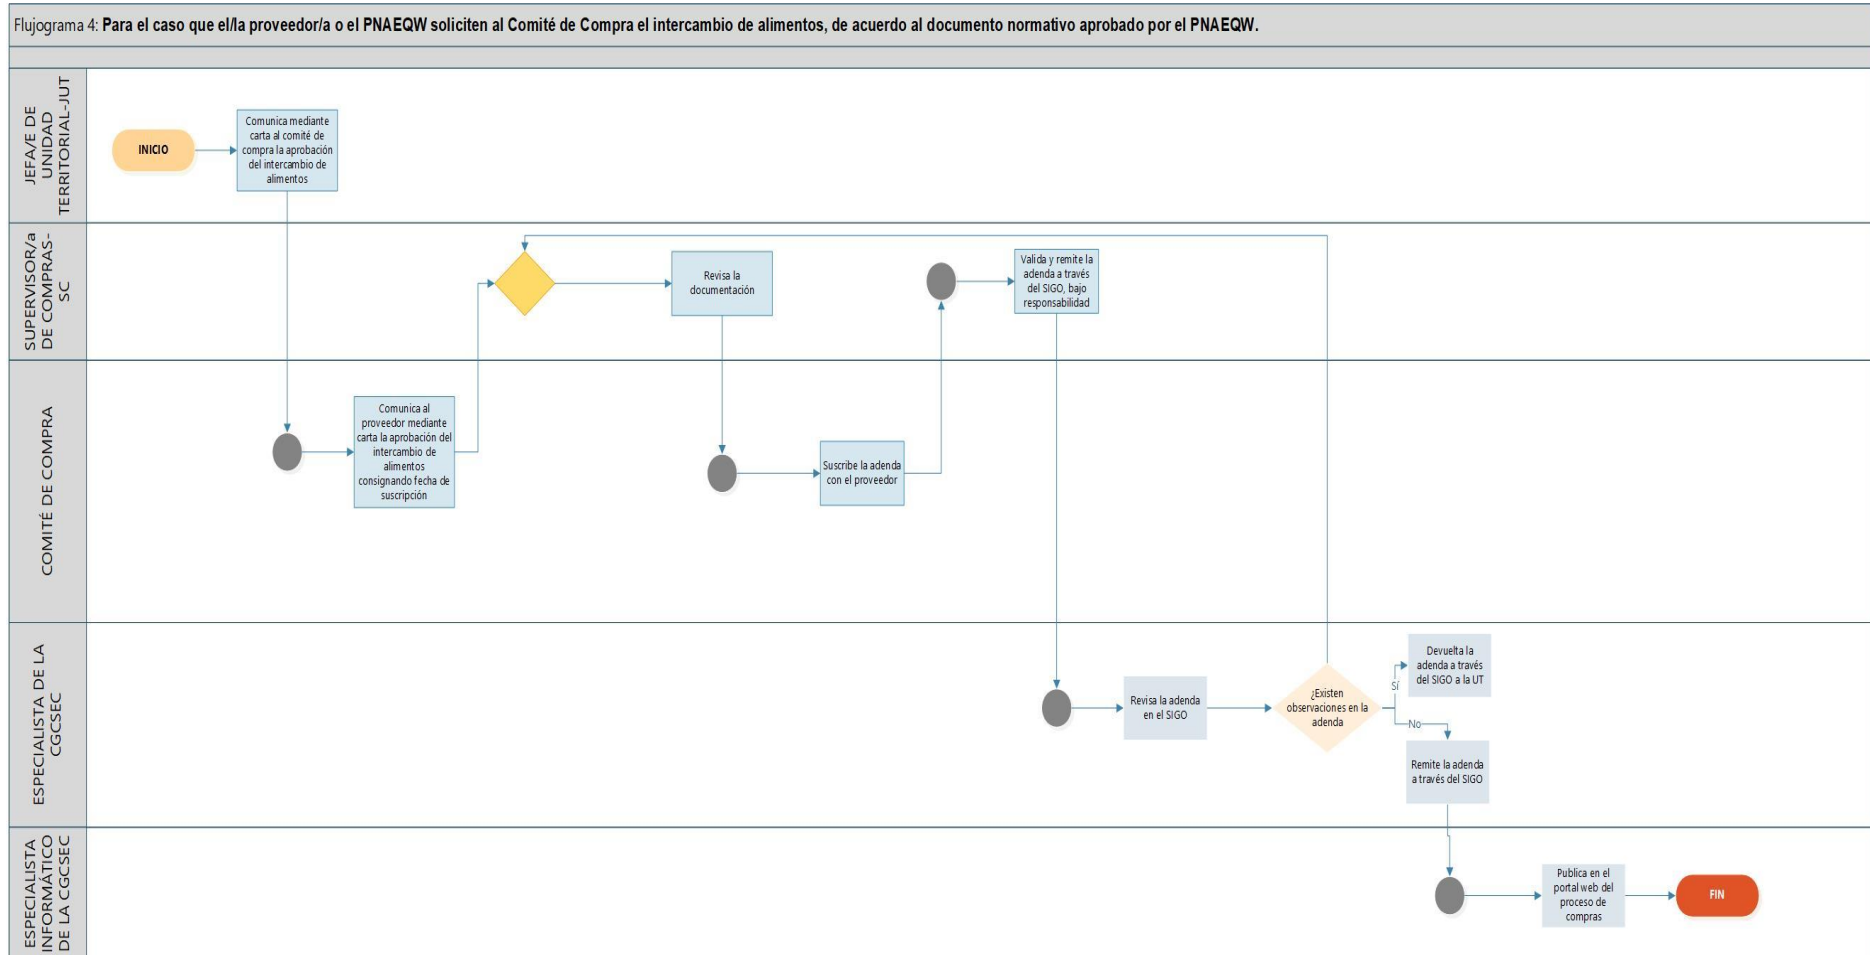 Flujograma 4: Para el caso que el/la proveedor/a o el PNAEQW soliciten al Comité de Compra el intercambio de alimentos, de acuerdo al documento normativo aprobado por el PNAEQW.
JEFA/E DE
UNIDAD
TERRITORIAL-JUT
INICIO
Comunica mediante
carta al comité de
compra la aprobación
del intercambio de
alimentos
SUPERVISOR/a
DE COMPRAS-
SC
Revisa la
documentación
Valida y remite la
adenda a través
del SIGO, bajo
responsabilidad
COMITÉ DE COMPRA
Comunica al
proveedor mediante
carta la aprobación del
intercambio de
alimentos
consignando fecha de
suscripción
Suscribe la adenda
con el proveedor
ESPECIALISTA DE LA
CGCSEC
Revisa la adenda
en el SIGO
¿Existen
observaciones en la
adenda
Sí
Devuelta la
adenda a través
del SIGO a la UT
No
Remite la adenda
a través del SIGO
ESPECIALISTA
INFORMÁTICO
DE LA CGCSEC
Publica en el
portal web del
proceso de
compras
FIN